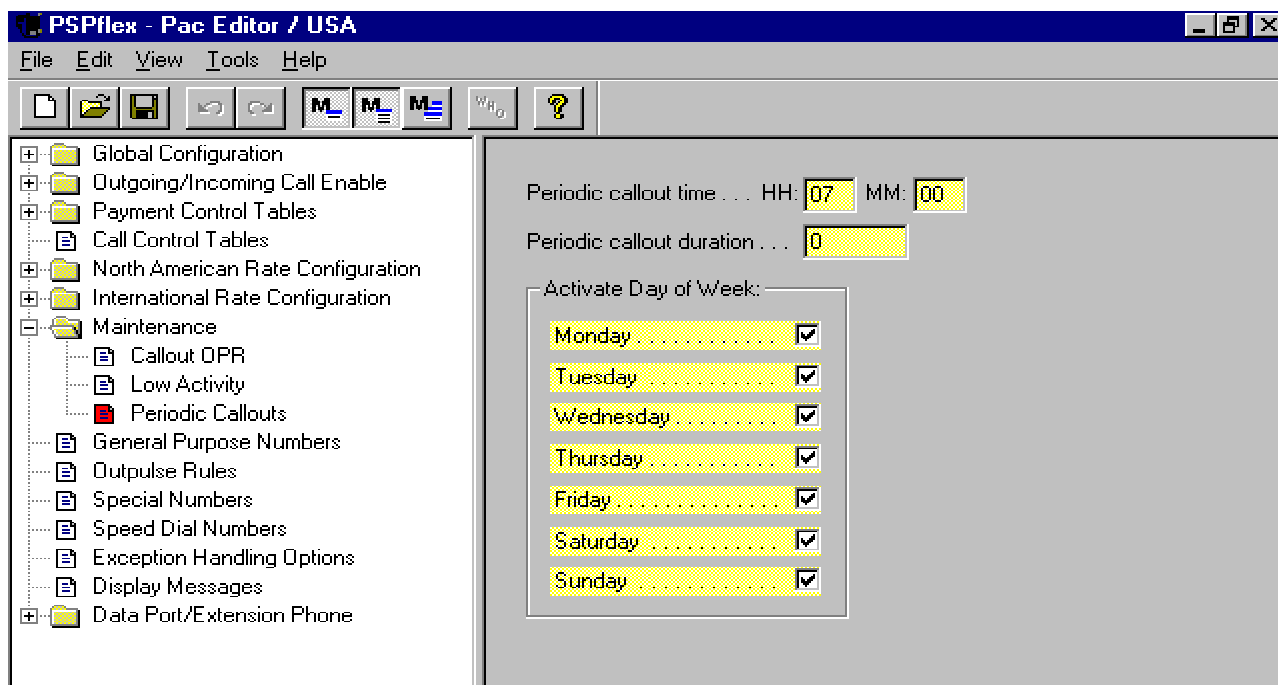 PSPflex - Pac Editor / USA
File Edit View Tools Help
M M M WHO ?
Global Configuration
Outgoing/Incoming Call Enable
Payment Control Tables
Call Control Tables
North American Rate Configuration
International Rate Configuration
Maintenance
Callout OPR
Low Activity
Periodic Callouts
General Purpose Numbers
Outpulse Rules
Special Numbers
Speed Dial Numbers
Exception Handling Options
Display Messages
Data Port/Extension Phone
Periodic callout time . . . HH: 07 MM: 00
Periodic callout duration . . . 0
Activate Day of Week:
Monday . . . . . . . . . . . .
Tuesday . . . . . . . . . . .
Wednesday . . . . . . . . .
Thursday . . . . . . . . . . .
Friday . . . . . . . . . . . . . .
Saturday . . . . . . . . . . .
Sunday . . . . . . . . . . . .